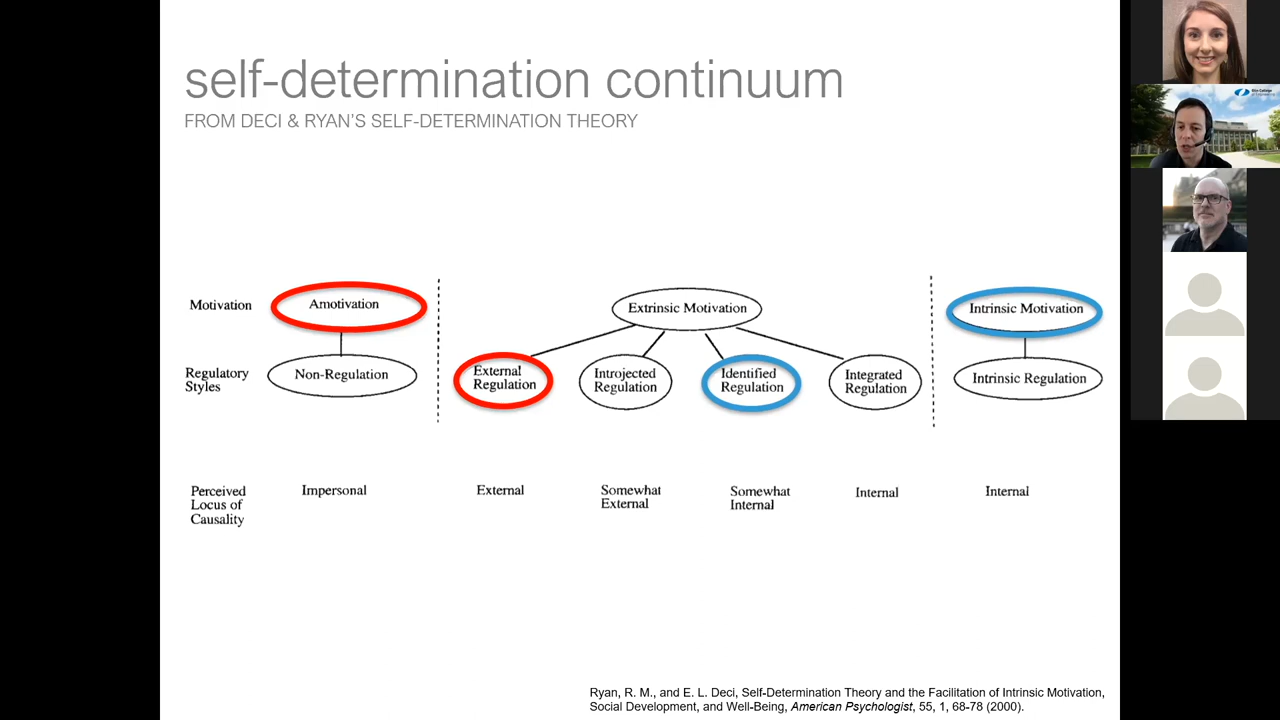 self-determination continuum
FROM DECI & RYAN'S SELF-DETERMINATION THEORY
Motivation
Amotivation
Extrinsic Motivation
Intrinsic Motivation
Regulatory
Styles
Non-Regulation
External
Regulation
Introjected
Regulation
Identified
Regulation
Integrated
Regulation
Intrinsic Regulation
Perceived
Locus of
Causality
Impersonal
External
Somewhat
External
Somewhat
Internal
Internal
Internal
Ryan, R. M., and E. L. Deci, Self-Determination Theory and the Facilitation of Intrinsic Motivation,
Social Development, and Well-Being, American Psychologist, 55, 1, 68-78 (2000).